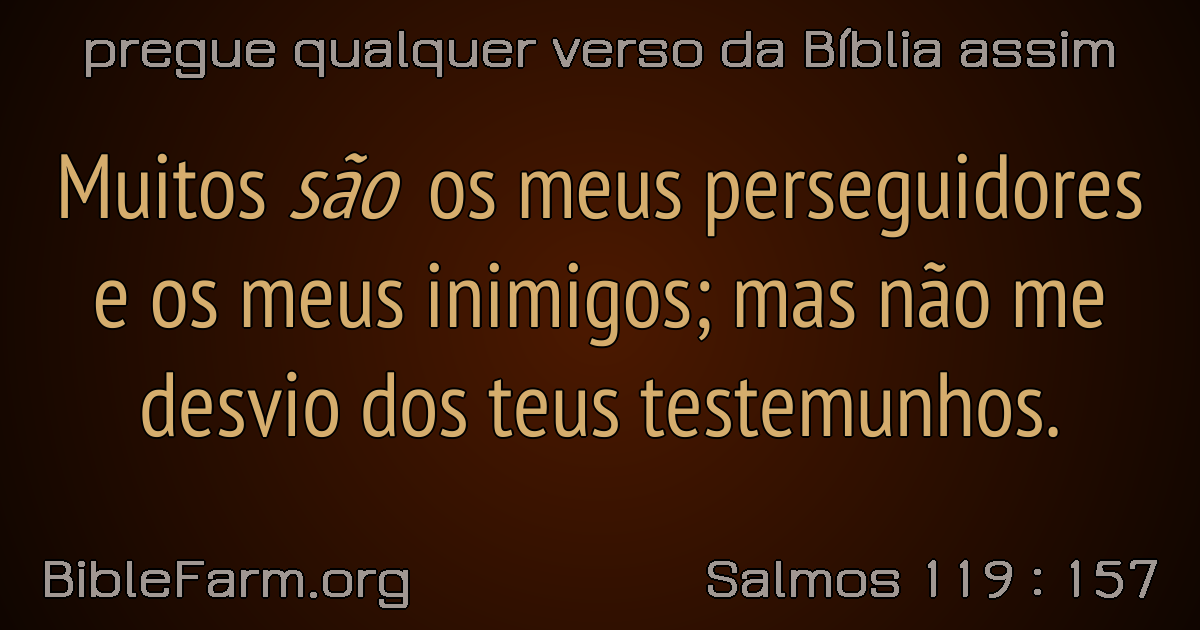 pregue qualquer verso da Bíblia assim
Muitos são os meus perseguidores
e os meus inimigos; mas não me
desvio dos teus testemunhos.
BibleFarm.org
Salmos 119 : 157